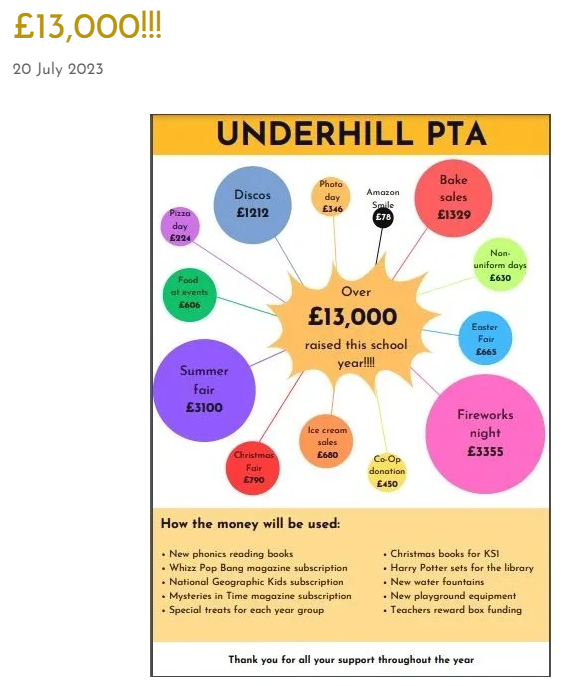 £13,000!!!
20 July 2023
UNDERHILL PTA
Discos
£1212
Photo
day
£346
Amazon
Smile
£78
Bake
sales
£1329
Pizza
day
£224
Non-
uniform days
£630
Food
at events
£606
Over
£13,000
raised this school
year!!!!
Easter
Fair
£665
Summer
fair
£3100
Fireworks
night
£3355
Ice cream
sales
£680
Christmas
Fair
£790
Co-Op
donation
£450
How the money will be used:
• New phonics reading books
• Whizz Pop Bang magazine subscription
• National Geographic Kids subscription
• Mysteries in Time magazine subscription
• Special treats for each year group
• Christmas books for KS1
• Harry Potter sets for the library
• New water fountains
• New playground equipment
• Teachers reward box funding
Thank you for all your support throughout the year